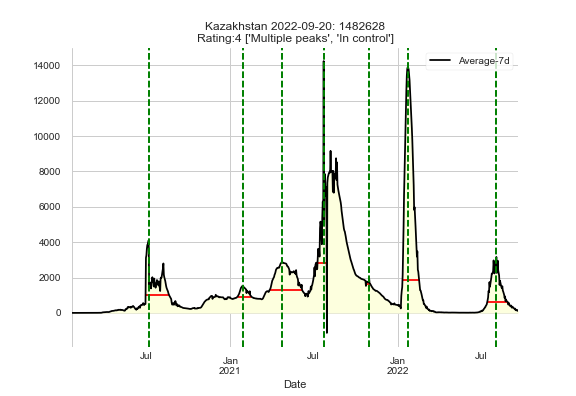 Kazakhstan 2022-09-20: 1482628
Rating:4 ['Multiple peaks', 'In control']
Average-7d
14000
12000
10000
8000
6000
4000
2000
0
Jul
Jan
2021
Jul
Jan
2022
Jul
Date